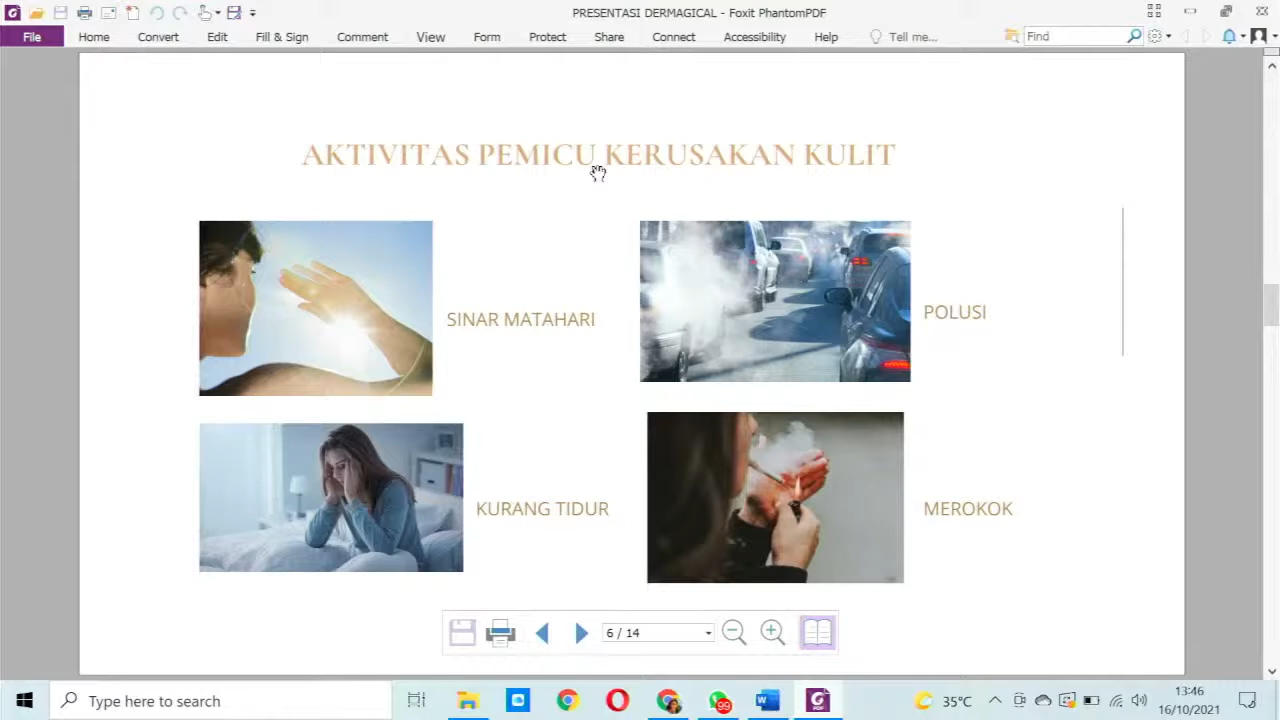 PRESENTASI DERMAGICAL - Foxit PhantomPDF
File Home Convert Edit Fill & Sign Comment View Form Protect Share Connect Accessibility Help Tell me... Find
AKTIVITAS PEMICU KERUSAKAN KULIT
SINAR MATAHARI
POLUSI
KURANG TIDUR
MEROKOK
6 / 14
Type here to search
99
PDF
35°C
13:46
16/10/2021